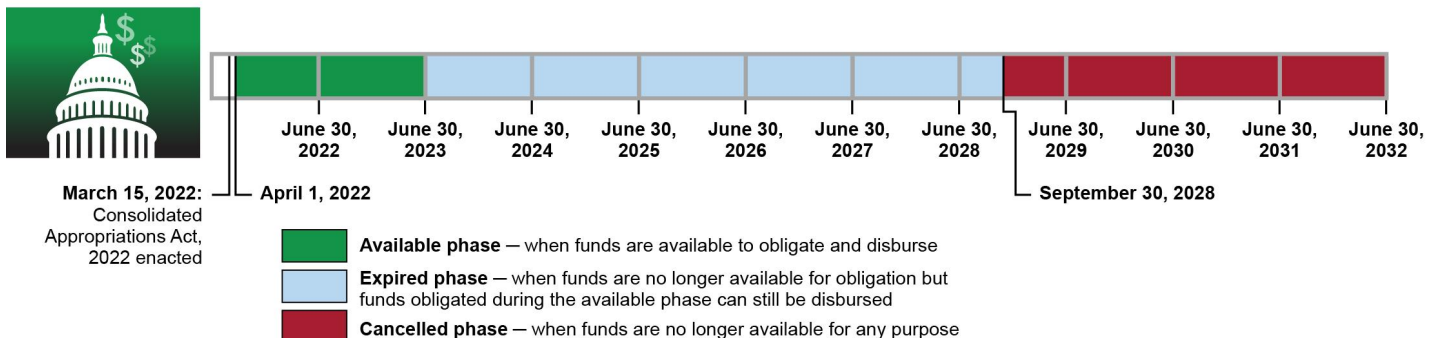 $
$
$
June 30,
2022
June 30,
2023
June 30,
2024
June 30,
2025
June 30,
2026
June 30,
2027
June 30,
2028
June 30,
2029
June 30,
2030
June 30,
2031
June 30,
2032
March 15, 2022:
Consolidated
Appropriations Act,
2022 enacted
April 1, 2022
September 30, 2028
Available phase — when funds are available to obligate and disburse
Expired phase — when funds are no longer available for obligation but
funds obligated during the available phase can still be disbursed
Cancelled phase — when funds are no longer available for any purpose